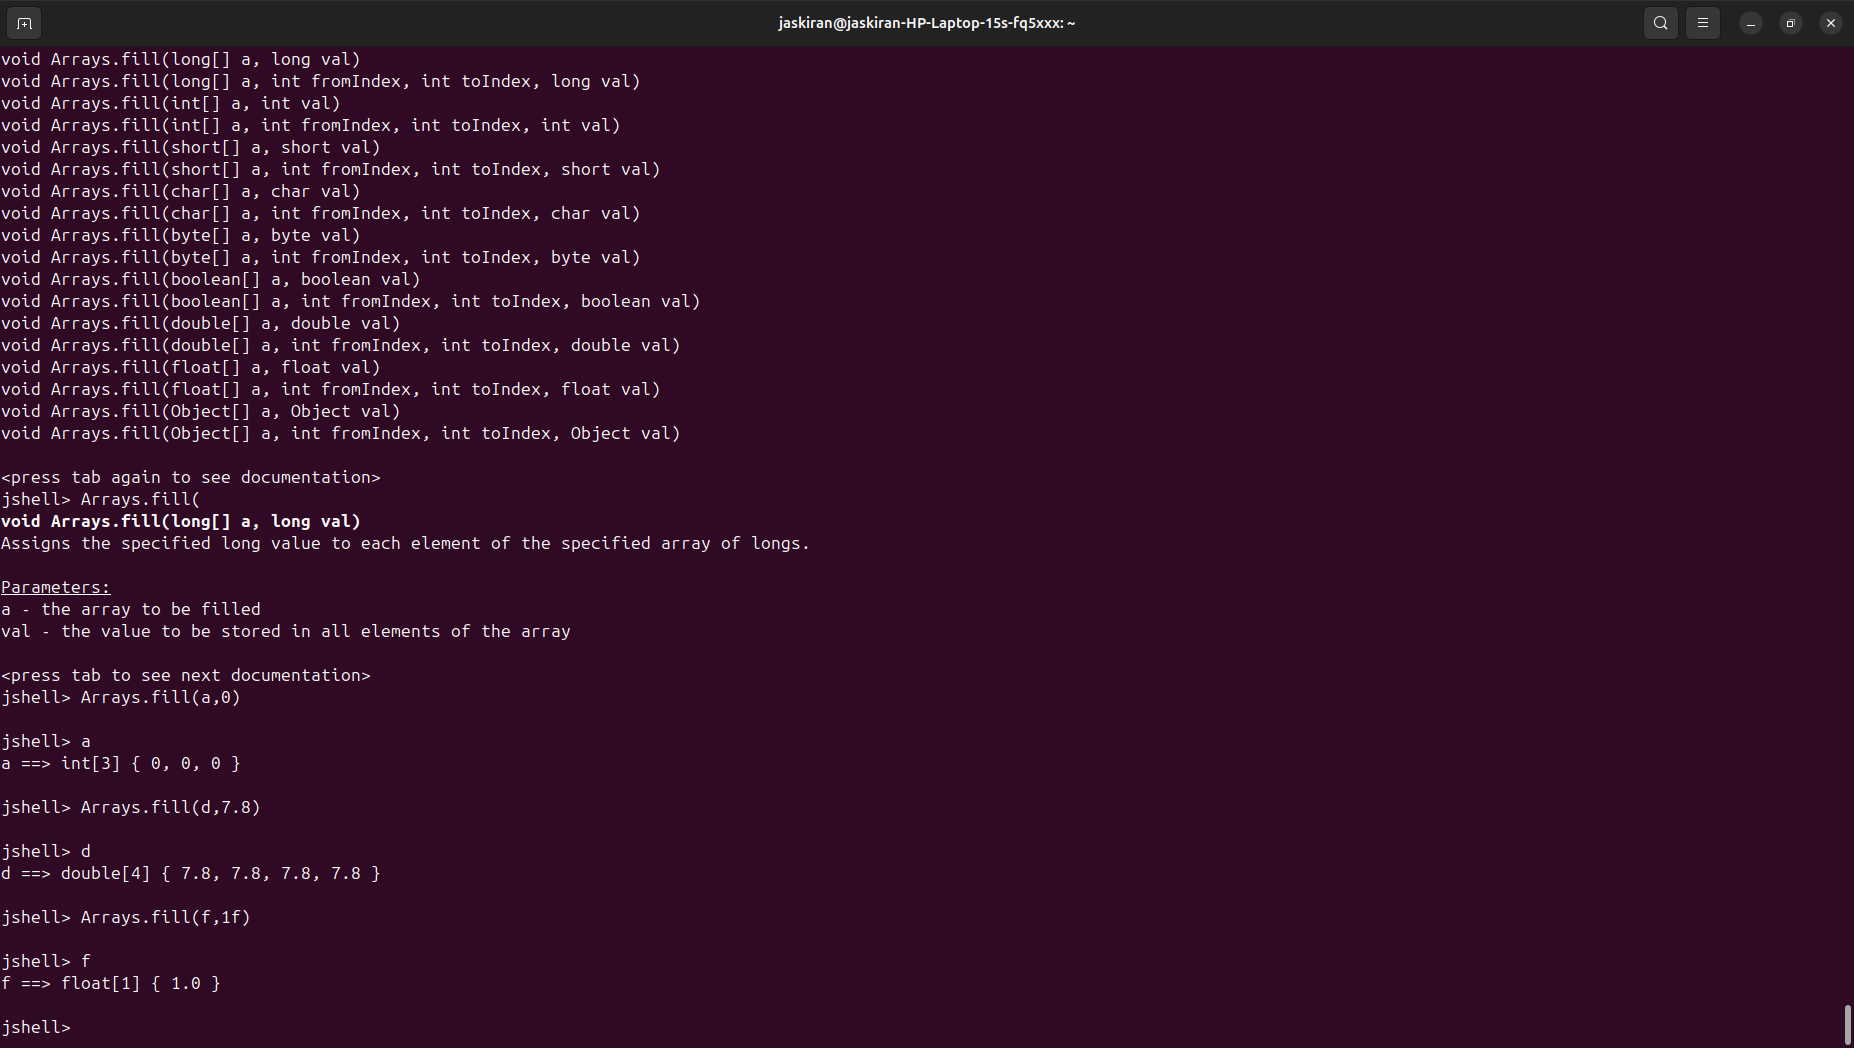 jaskiran@jaskiran-HP-Laptop-15s-fq5xxx: ~
void Arrays.fill(long[] a, long val)
void Arrays.fill(long[] a, int fromIndex, int toIndex, long val)
void Arrays.fill(int[] a, int val)
void Arrays.fill(int[] a, int fromIndex, int toIndex, int val)
void Arrays.fill(short[] a, short val)
void Arrays.fill(short[] a, int fromIndex, int toIndex, short val)
void Arrays.fill(char[] a, char val)
void Arrays.fill(char[] a, int fromIndex, int toIndex, char val)
void Arrays.fill(byte[] a, byte val)
void Arrays.fill(byte[] a, int fromIndex, int toIndex, byte val)
void Arrays.fill(boolean[] a, boolean val)
void Arrays.fill(boolean[] a, int fromIndex, int toIndex, boolean val)
void Arrays.fill(double[] a, double val)
void Arrays.fill(double[] a, int fromIndex, int toIndex, double val)
void Arrays.fill(float[] a, float val)
void Arrays.fill(float[] a, int fromIndex, int toIndex, float val)
void Arrays.fill(Object[] a, Object val)
void Arrays.fill(Object[] a, int fromIndex, int toIndex, Object val)

<press tab again to see documentation>
jshell> Arrays.fill(
void Arrays.fill(long[] a, long val)
Assigns the specified long value to each element of the specified array of longs.

Parameters:
a - the array to be filled
val - the value to be stored in all elements of the array

<press tab to see next documentation>
jshell> Arrays.fill(a,0)

jshell> a
a ==> int[3] { 0, 0, 0 }

jshell> Arrays.fill(d,7.8)

jshell> d
d ==> double[4] { 7.8, 7.8, 7.8, 7.8 }

jshell> Arrays.fill(f,1f)

jshell> f
f ==> float[1] { 1.0 }

jshell>